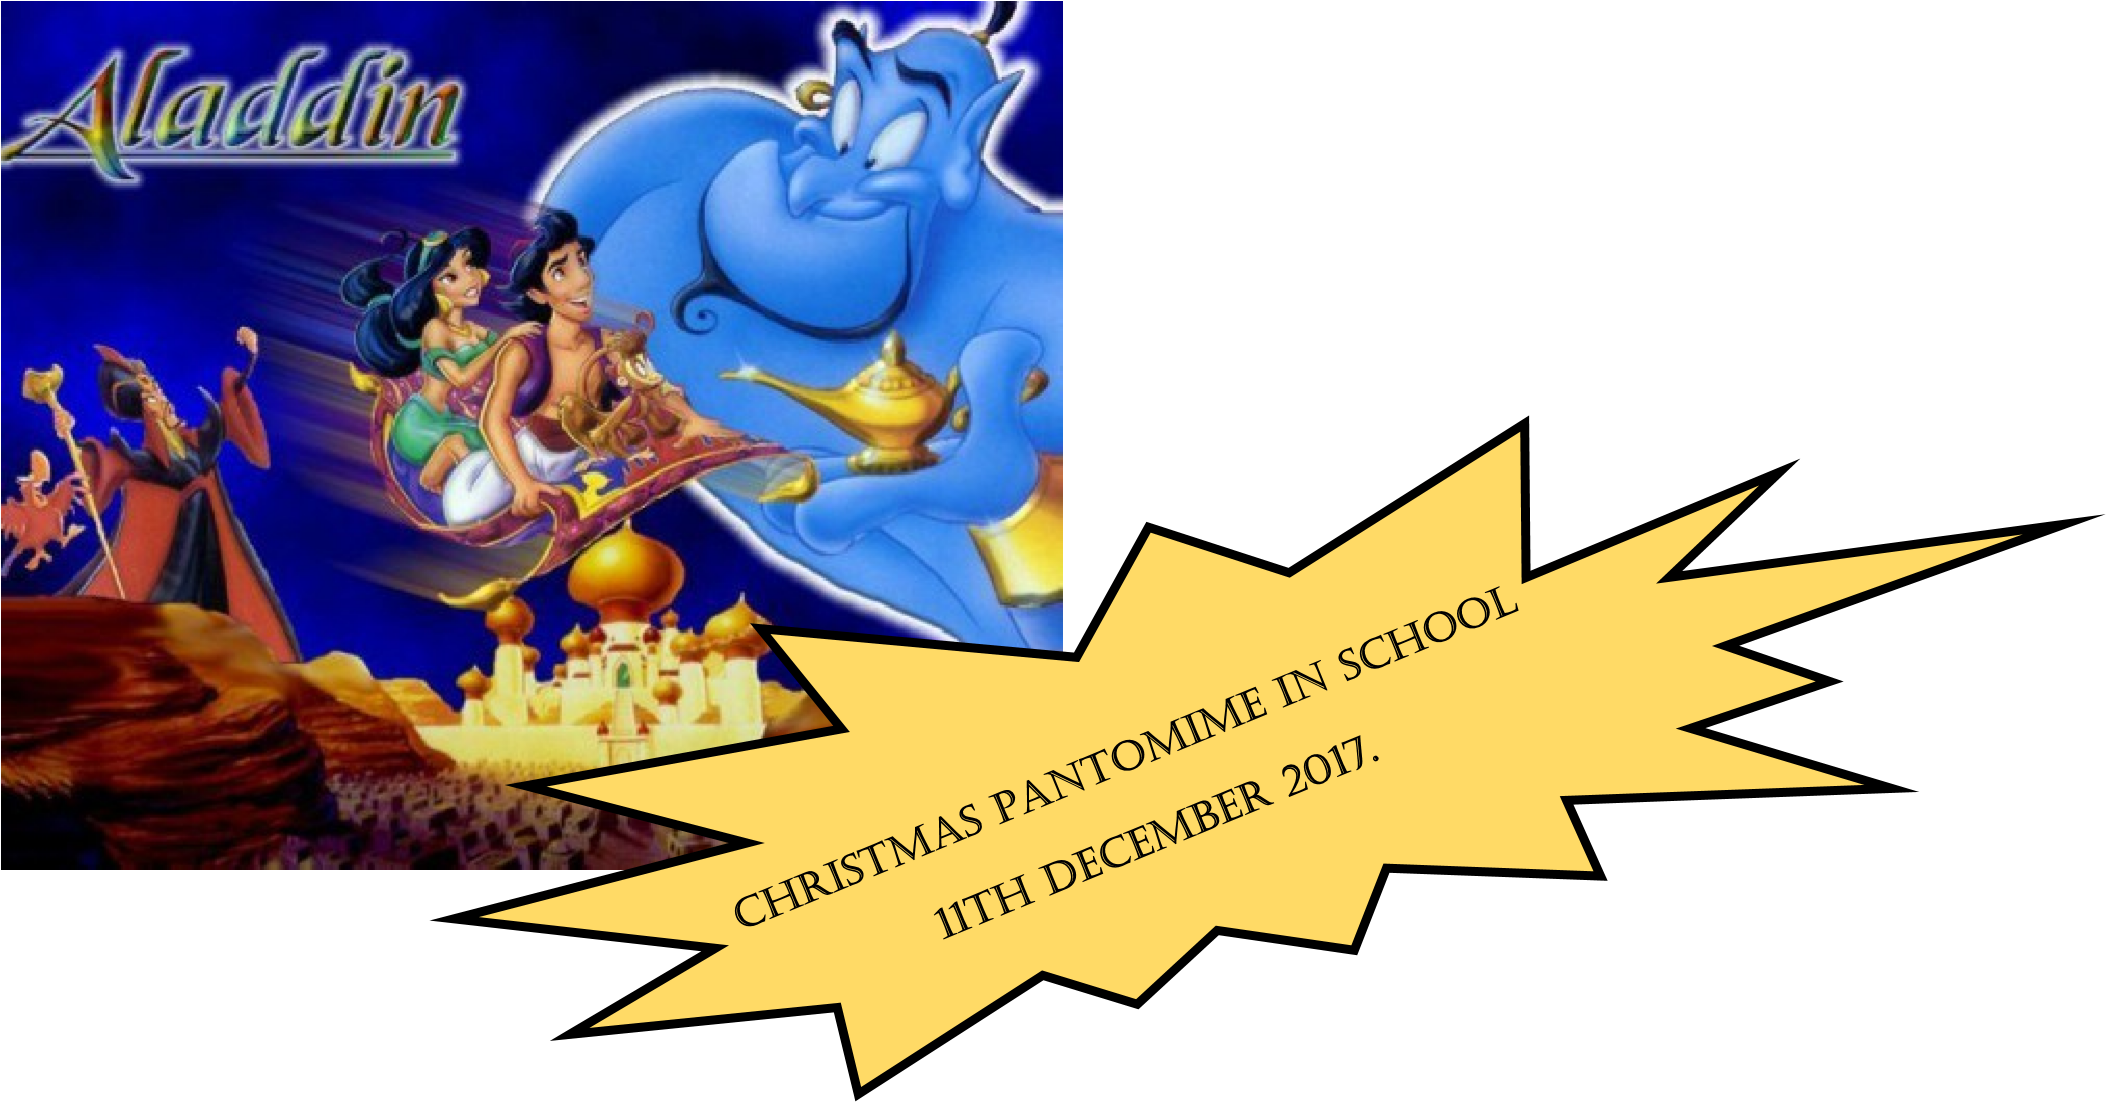 Aladdin
CHRISTMAS PANTOMIME IN SCHOOL
11TH DECEMBER 2017.